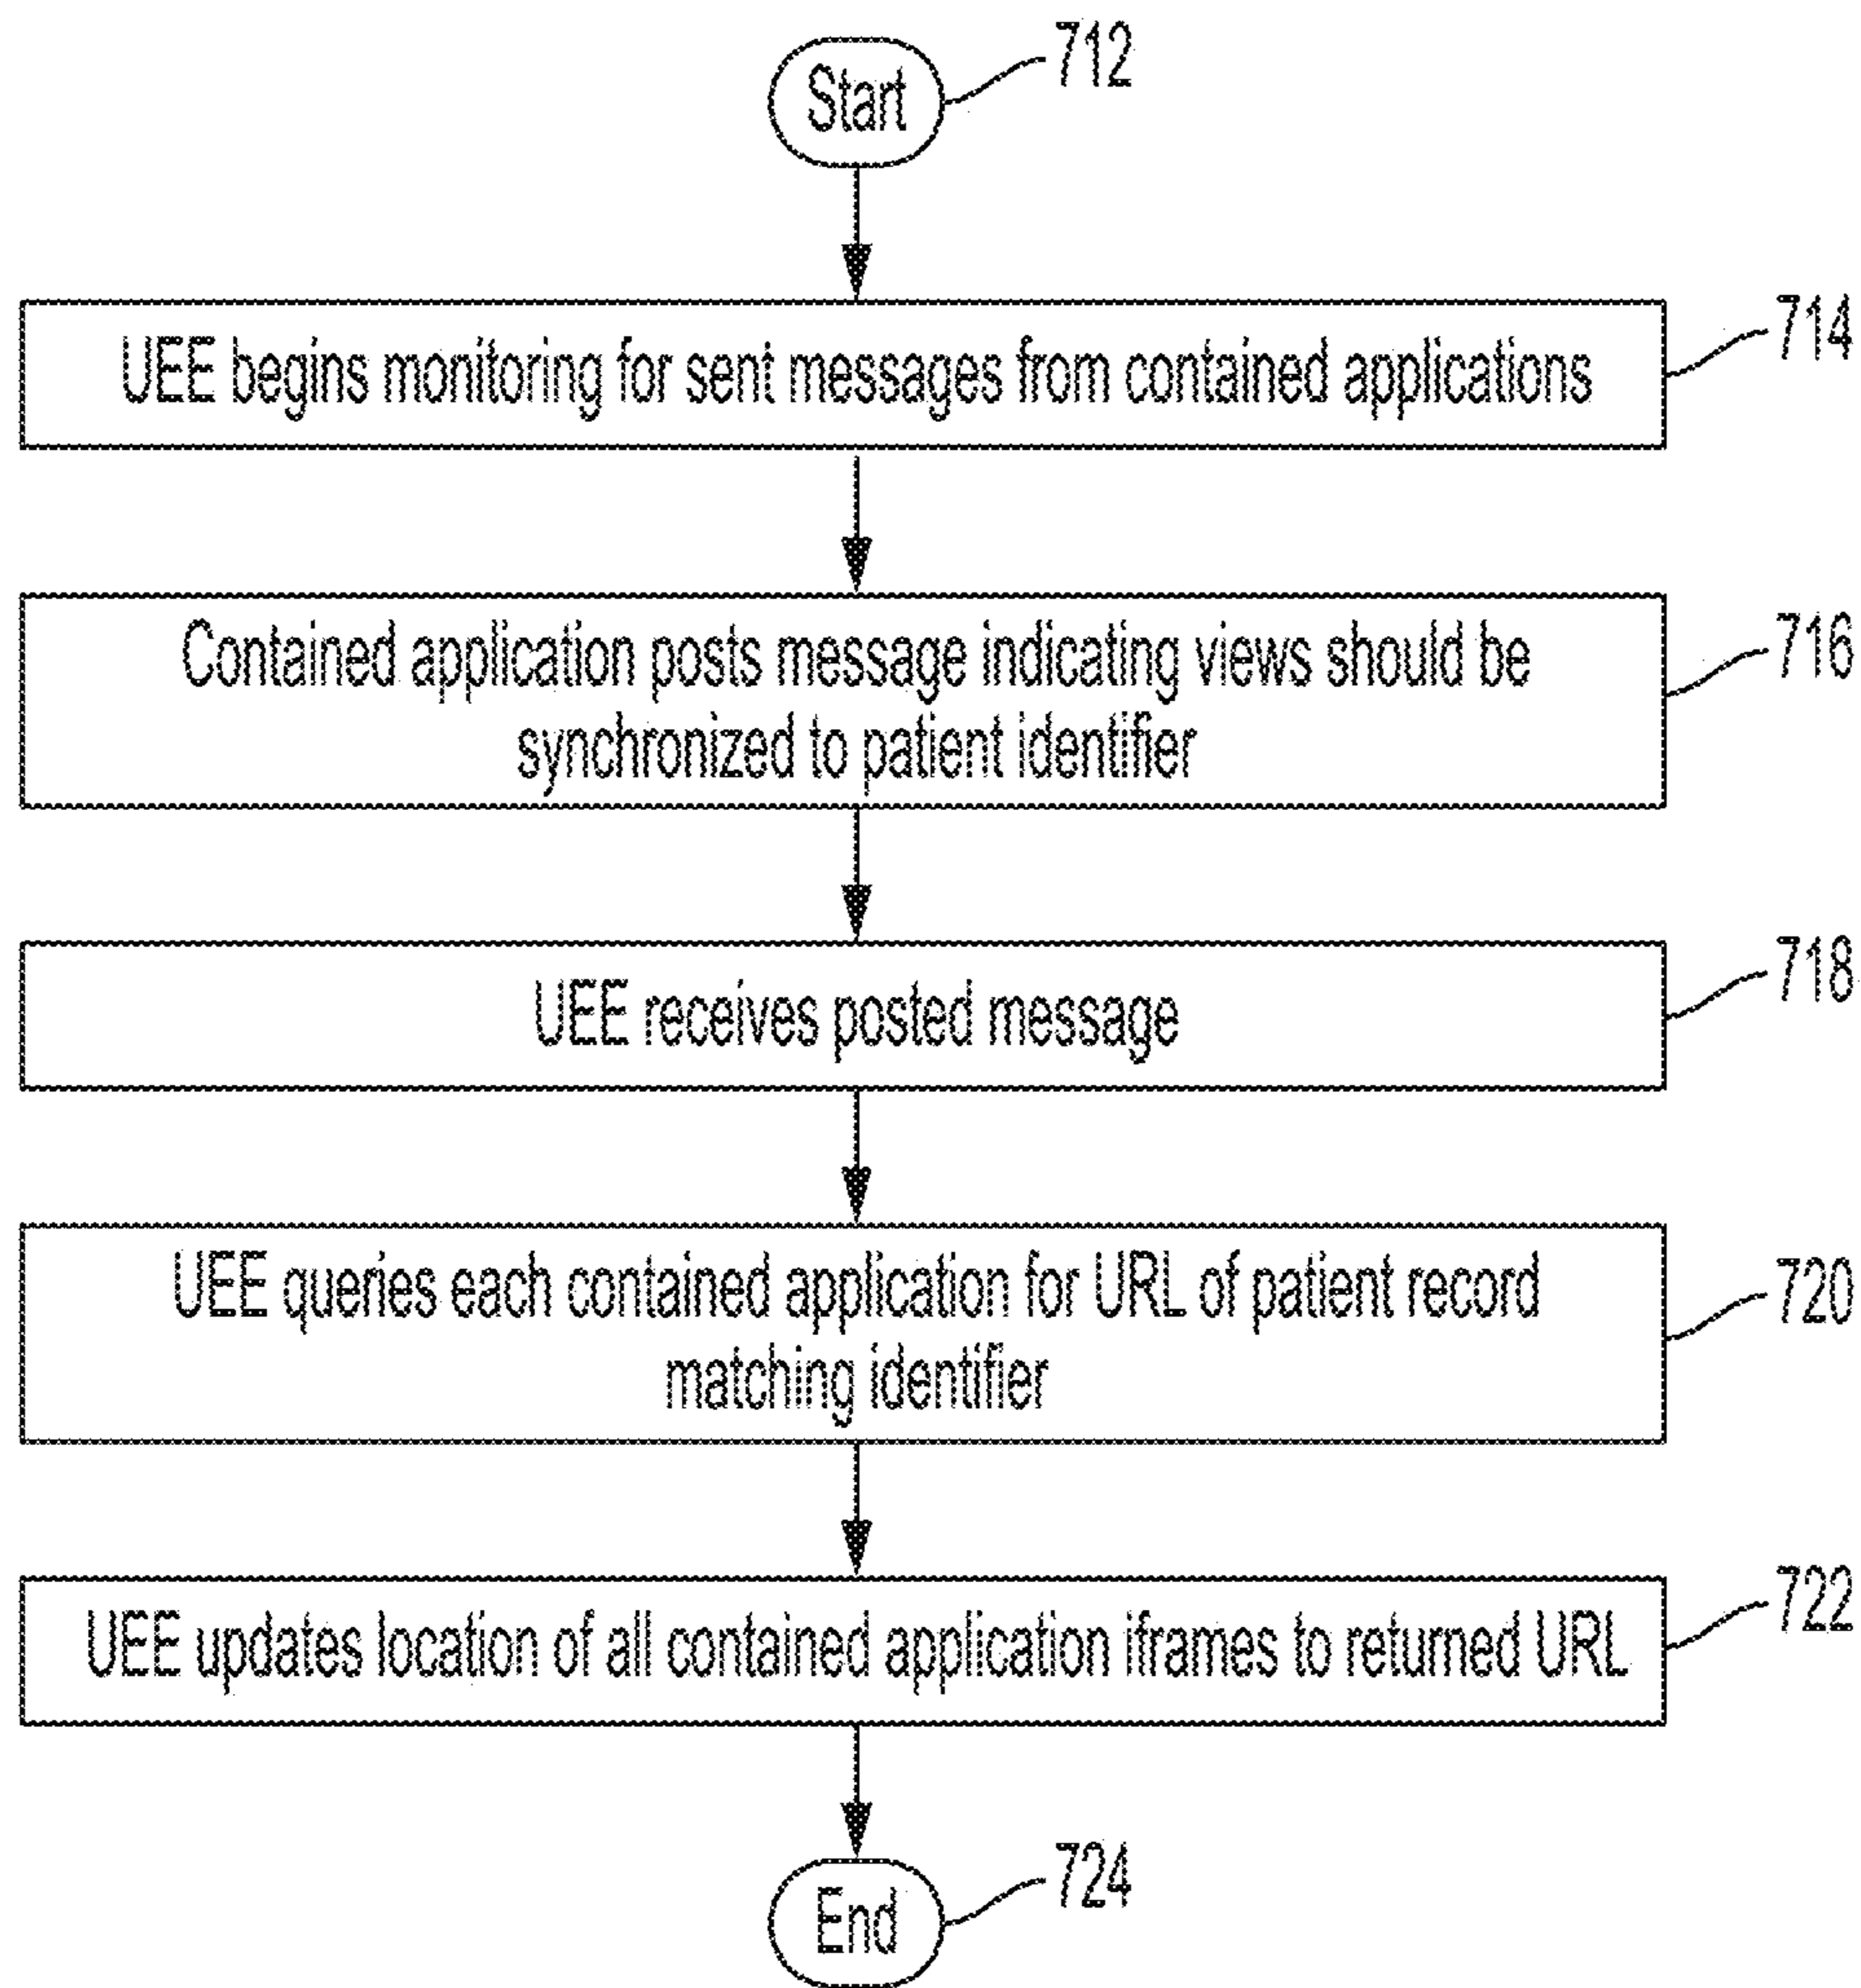 Start
712
UEE begins monitoring for sent messages from contained applications
714
Contained application posts message indicating views should be
synchronized to patient identifier
716
UEE receives posted message
718
UEE queries each contained application for URL of patient record
matching identifier
720
UEE updates location of all contained application iframes to returned URL
722
End
724